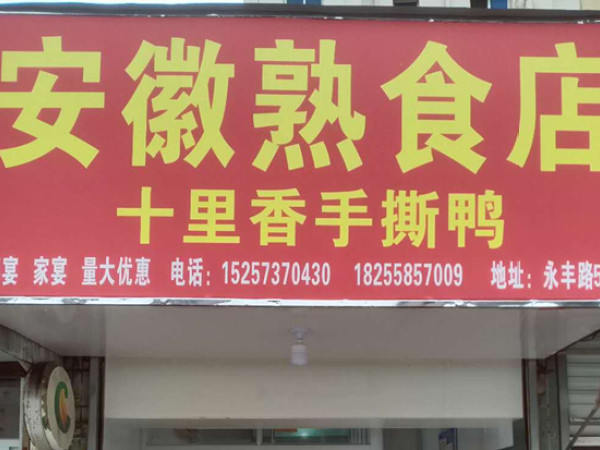 安徽熟食店
十里香手撕鸭
宴 家宴 量大优惠 电话：15257370430 18255857009 地址：永丰路5